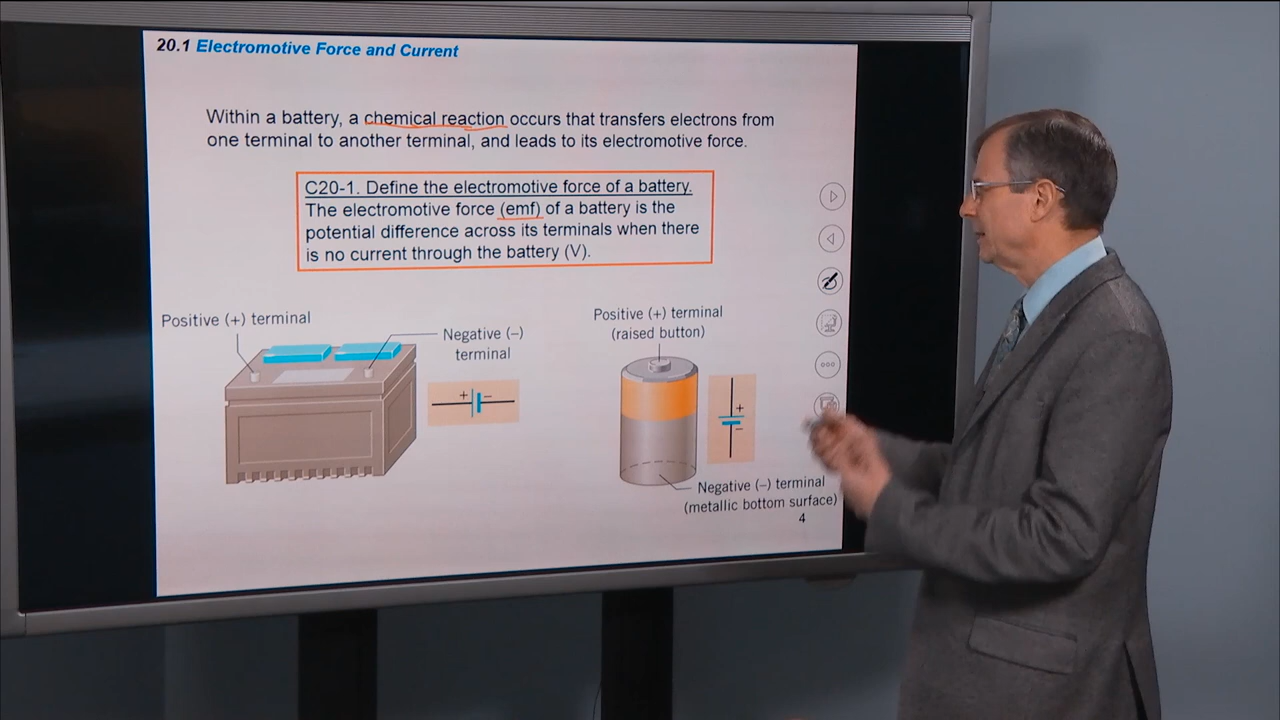 20.1 Electromotive Force and Current
Within a battery, a chemical reaction occurs that transfers electrons from
one terminal to another terminal, and leads to its electromotive force.
C20-1. Define the electromotive force of a battery.
The electromotive force (emf) of a battery is the
potential difference across its terminals when there
is no current through the battery (V).
Positive (+) terminal
Negative (–)
terminal
+ –
Positive (+) terminal
(raised button)
+
–
Negative (–) terminal
(metallic bottom surface)
4